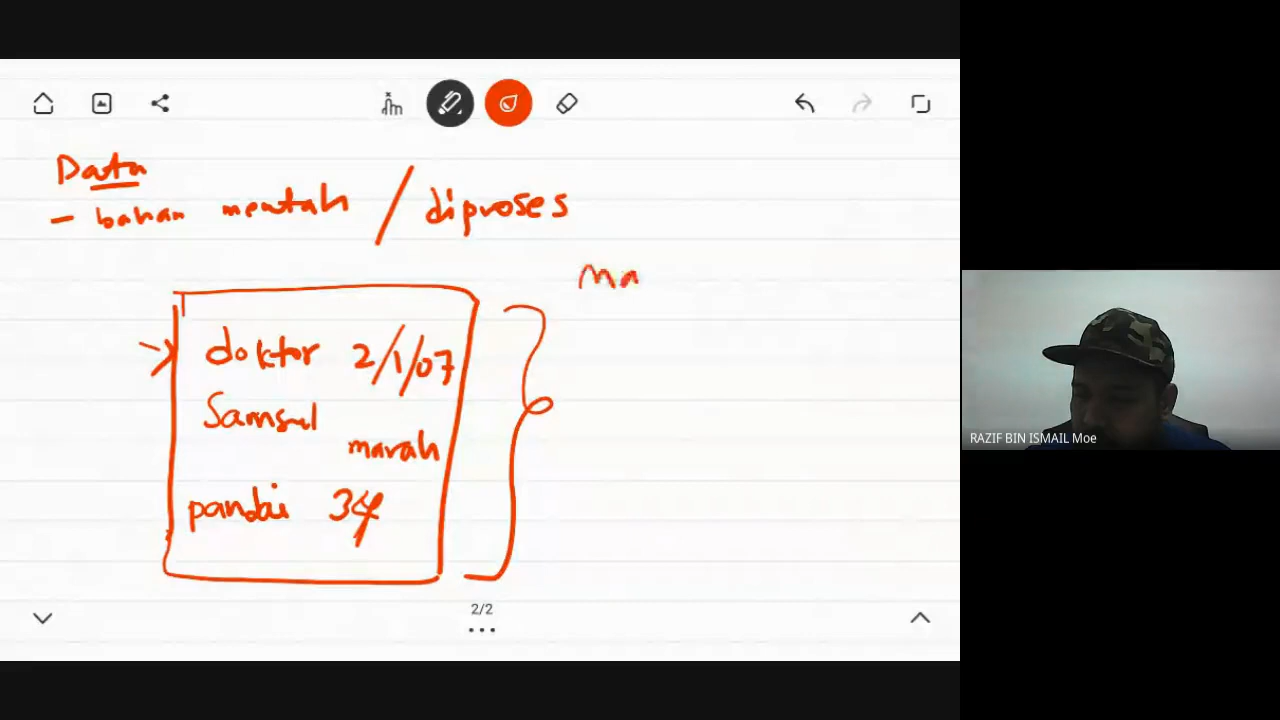 Data
- bahan mentah / diproses
Ma
doktor 2/1/07
Samsul
marah
pandai 34
2/2
RAZIF BIN ISMAIL Moe